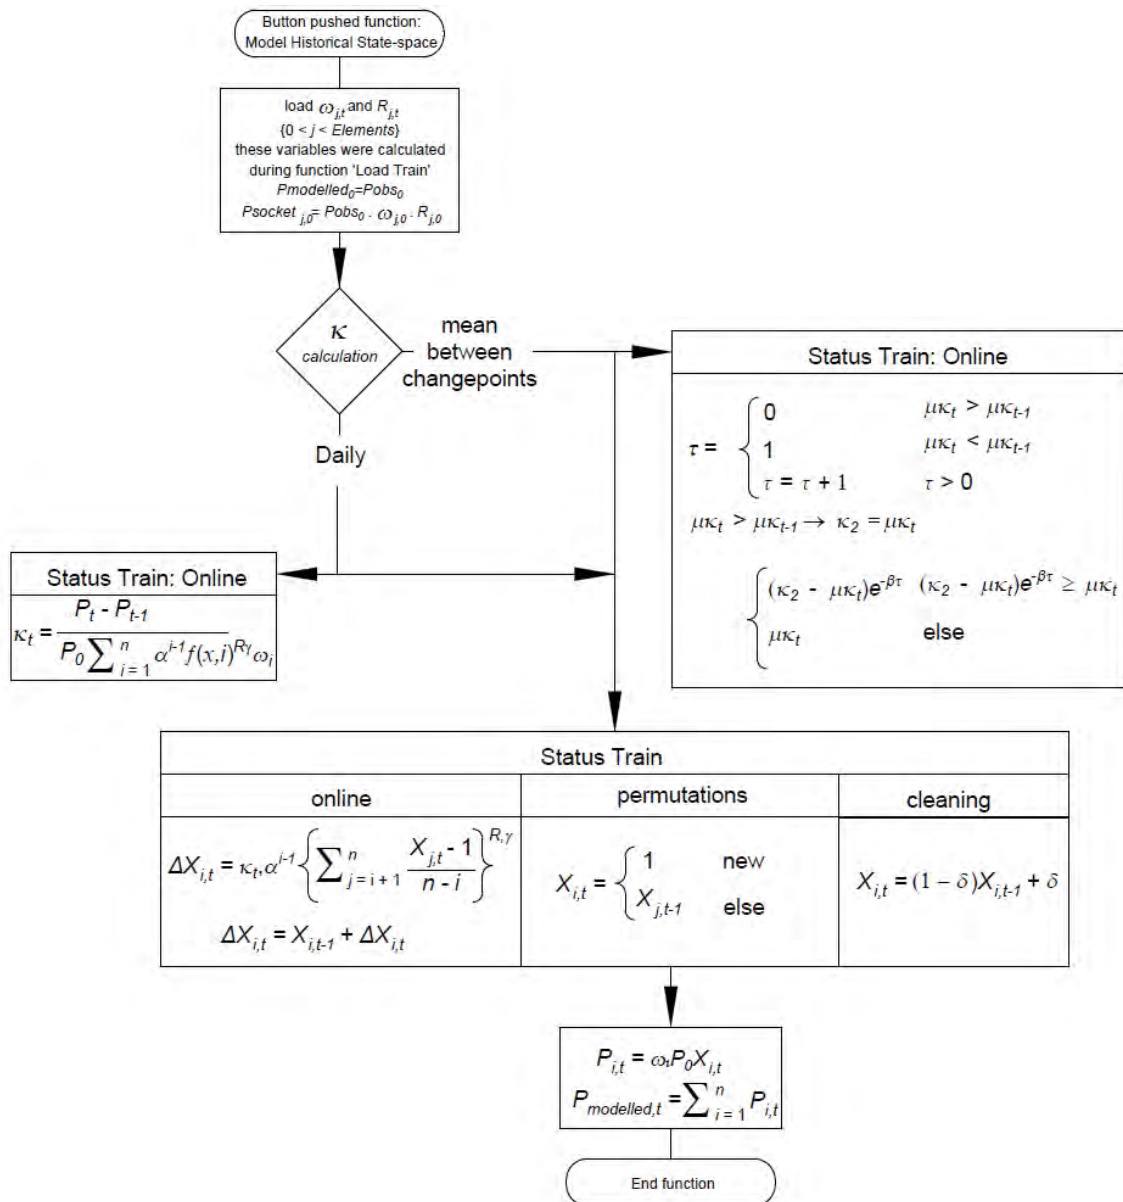 Button pushed function:
Model Historical State-space
load ω_{j,t} and R_{j,t}
{0 < j < Elements}
these variables were calculated
during function 'Load Train'
Pmodelled_0=Pobs_0
Psocket _{j,0}= Pobs_0 . ω_{j,0} . R_{j,0}
κ
calculation
mean
between
changepoints
Daily
Status Train: Online
τ = { 0 μκ_t > μκ_{t-1}
1 μκ_t < μκ_{t-1}
τ = τ + 1 τ > 0
μκ_t > μκ_{t-1} → κ_2 = μκ_t
{ (κ_2 - μκ_t)e^{-βτ} (κ_2 - μκ_t)e^{-βτ} ≥ μκ_t
μκ_t else
Status Train: Online
κ_t = (P_t - P_{t-1}) / (P_0 ∑_{i = 1}^{n} α^{i-1} f(x,i)^{Rγ} ω_i)
Status Train
online
ΔX_{i,t} = κ_t, α^{i-1} { ∑_{j = i + 1}^{n} (X_{j,t} - 1) / (n - i) }^{R,γ}
ΔX_{i,t} = X_{i,t-1} + ΔX_{i,t}
permutations
X_{i,t} = { 1 new
X_{j,t-1} else
cleaning
X_{i,t} = (1 - δ)X_{i,t-1} + δ
P_{i,t} = ω_i P_0 X_{i,t}
P_{modelled,t} = ∑_{i = 1}^{n} P_{i,t}
End function